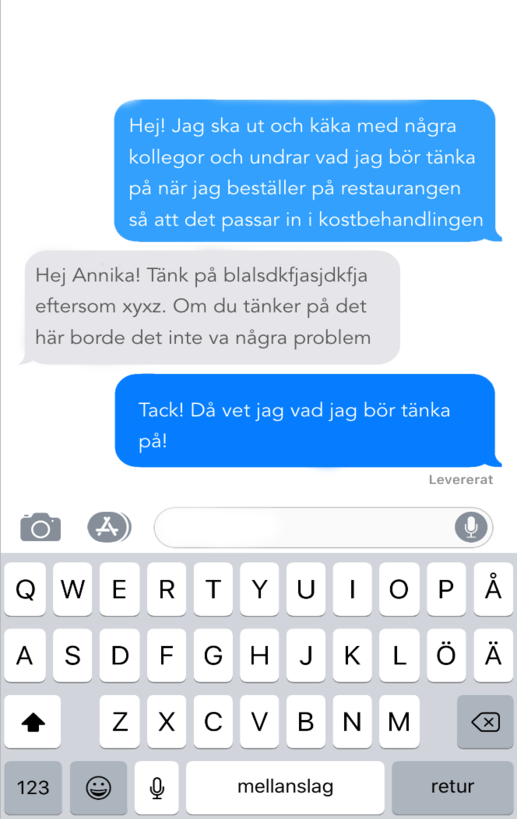 Hej! Jag ska ut och käka med några
kollegor och undrar vad jag bör tänka
på när jag beställer på restaurangen
så att det passar in i kostbehandlingen
Hej Annika! Tänk på blalsdkfjasjdkfja
eftersom xyxz. Om du tänker på det
här borde det inte va några problem
Tack! Då vet jag vad jag bör tänka
på!
Levererat
Q W E R T Y U I O P Å
A S D F G H J K L Ö Ä
Z X C V B N M
123 mellanslag retur